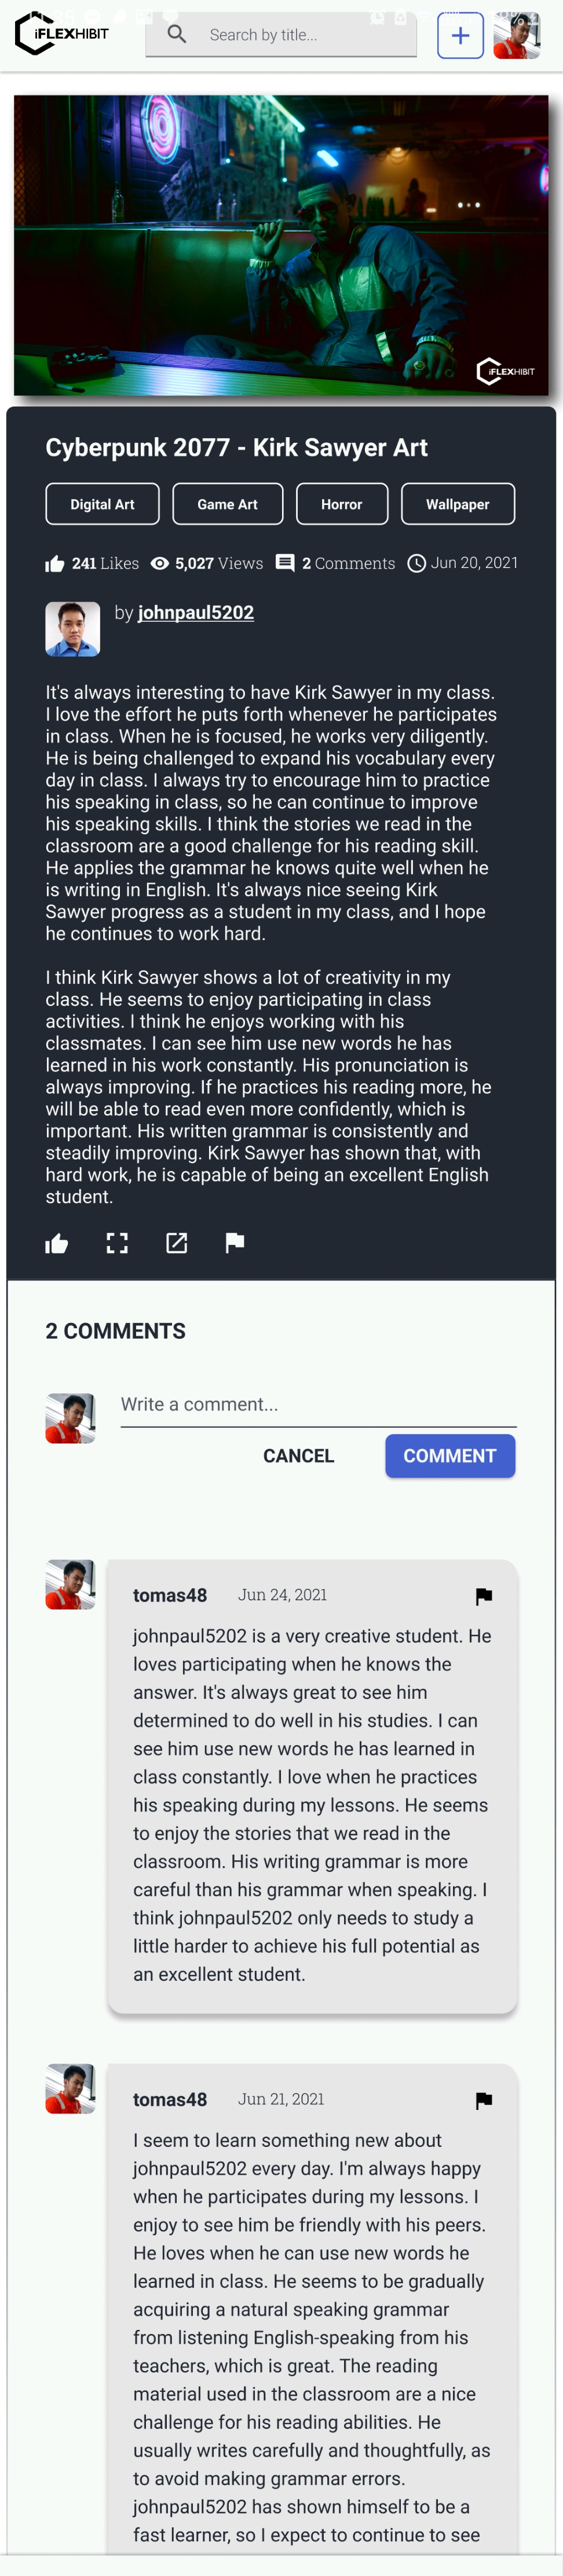 iFLEXHIBIT
Search by title...
iFLEXHIBIT
Cyberpunk 2077 - Kirk Sawyer Art
Digital Art
Game Art
Horror
Wallpaper
241 Likes
5,027 Views
2 Comments
Jun 20, 2021
by johnpaul5202
It's always interesting to have Kirk Sawyer in my class.
I love the effort he puts forth whenever he participates
in class. When he is focused, he works very diligently.
He is being challenged to expand his vocabulary every
day in class. I always try to encourage him to practice
his speaking in class, so he can continue to improve
his speaking skills. I think the stories we read in the
classroom are a good challenge for his reading skill.
He applies the grammar he knows quite well when he
is writing in English. It's always nice seeing Kirk
Sawyer progress as a student in my class, and I hope
he continues to work hard.
I think Kirk Sawyer shows a lot of creativity in my
class. He seems to enjoy participating in class
activities. I think he enjoys working with his
classmates. I can see him use new words he has
learned in his work constantly. His pronunciation is
always improving. If he practices his reading more, he
will be able to read even more confidently, which is
important. His written grammar is consistently and
steadily improving. Kirk Sawyer has shown that, with
hard work, he is capable of being an excellent English
student.
2 COMMENTS
Write a comment...
CANCEL
COMMENT
tomas48
Jun 24, 2021
johnpaul5202 is a very creative student. He
loves participating when he knows the
answer. It's always great to see him
determined to do well in his studies. I can
see him use new words he has learned in
class constantly. I love when he practices
his speaking during my lessons. He seems
to enjoy the stories that we read in the
classroom. His writing grammar is more
careful than his grammar when speaking. I
think johnpaul5202 only needs to study a
little harder to achieve his full potential as
an excellent student.
tomas48
Jun 21, 2021
I seem to learn something new about
johnpaul5202 every day. I'm always happy
when he participates during my lessons. I
enjoy to see him be friendly with his peers.
He loves when he can use new words he
learned in class. He seems to be gradually
acquiring a natural speaking grammar
from listening English-speaking from his
teachers, which is great. The reading
material used in the classroom are a nice
challenge for his reading abilities. He
usually writes carefully and thoughtfully, as
to avoid making grammar errors.
johnpaul5202 has shown himself to be a
fast learner, so I expect to continue to see